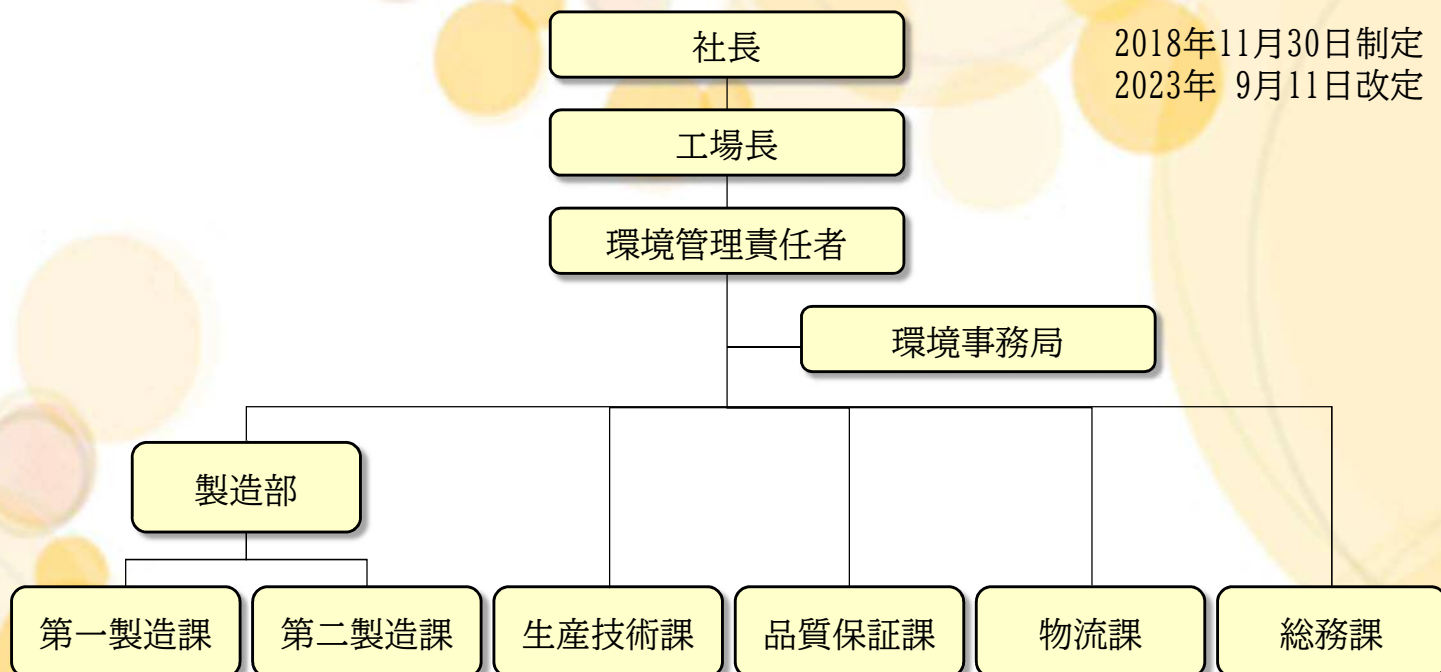 社長
2018年11月30日制定
2023年 9月11日改定
工場長
環境管理責任者
環境事務局
製造部
第一製造課
第二製造課
生産技術課
品質保証課
物流課
総務課